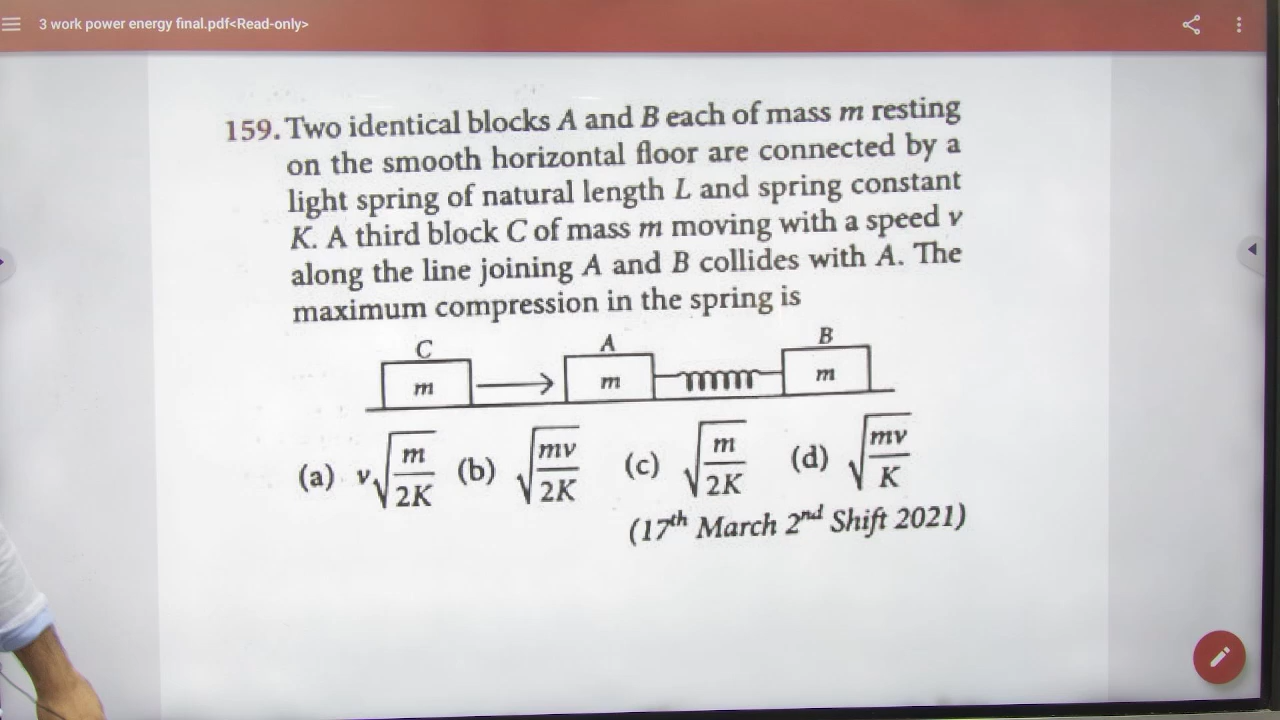 3 work power energy final.pdf<Read-only>
159. Two identical blocks A and B each of mass m resting
on the smooth horizontal floor are connected by a
light spring of natural length L and spring constant
K. A third block C of mass m moving with a speed v
along the line joining A and B collides with A. The
maximum compression in the spring is
C A B
m m m
(a) v√(m/2K) (b) √(mv/2K) (c) √(m/2K) (d) √(mv/K)
(17th March 2nd Shift 2021)